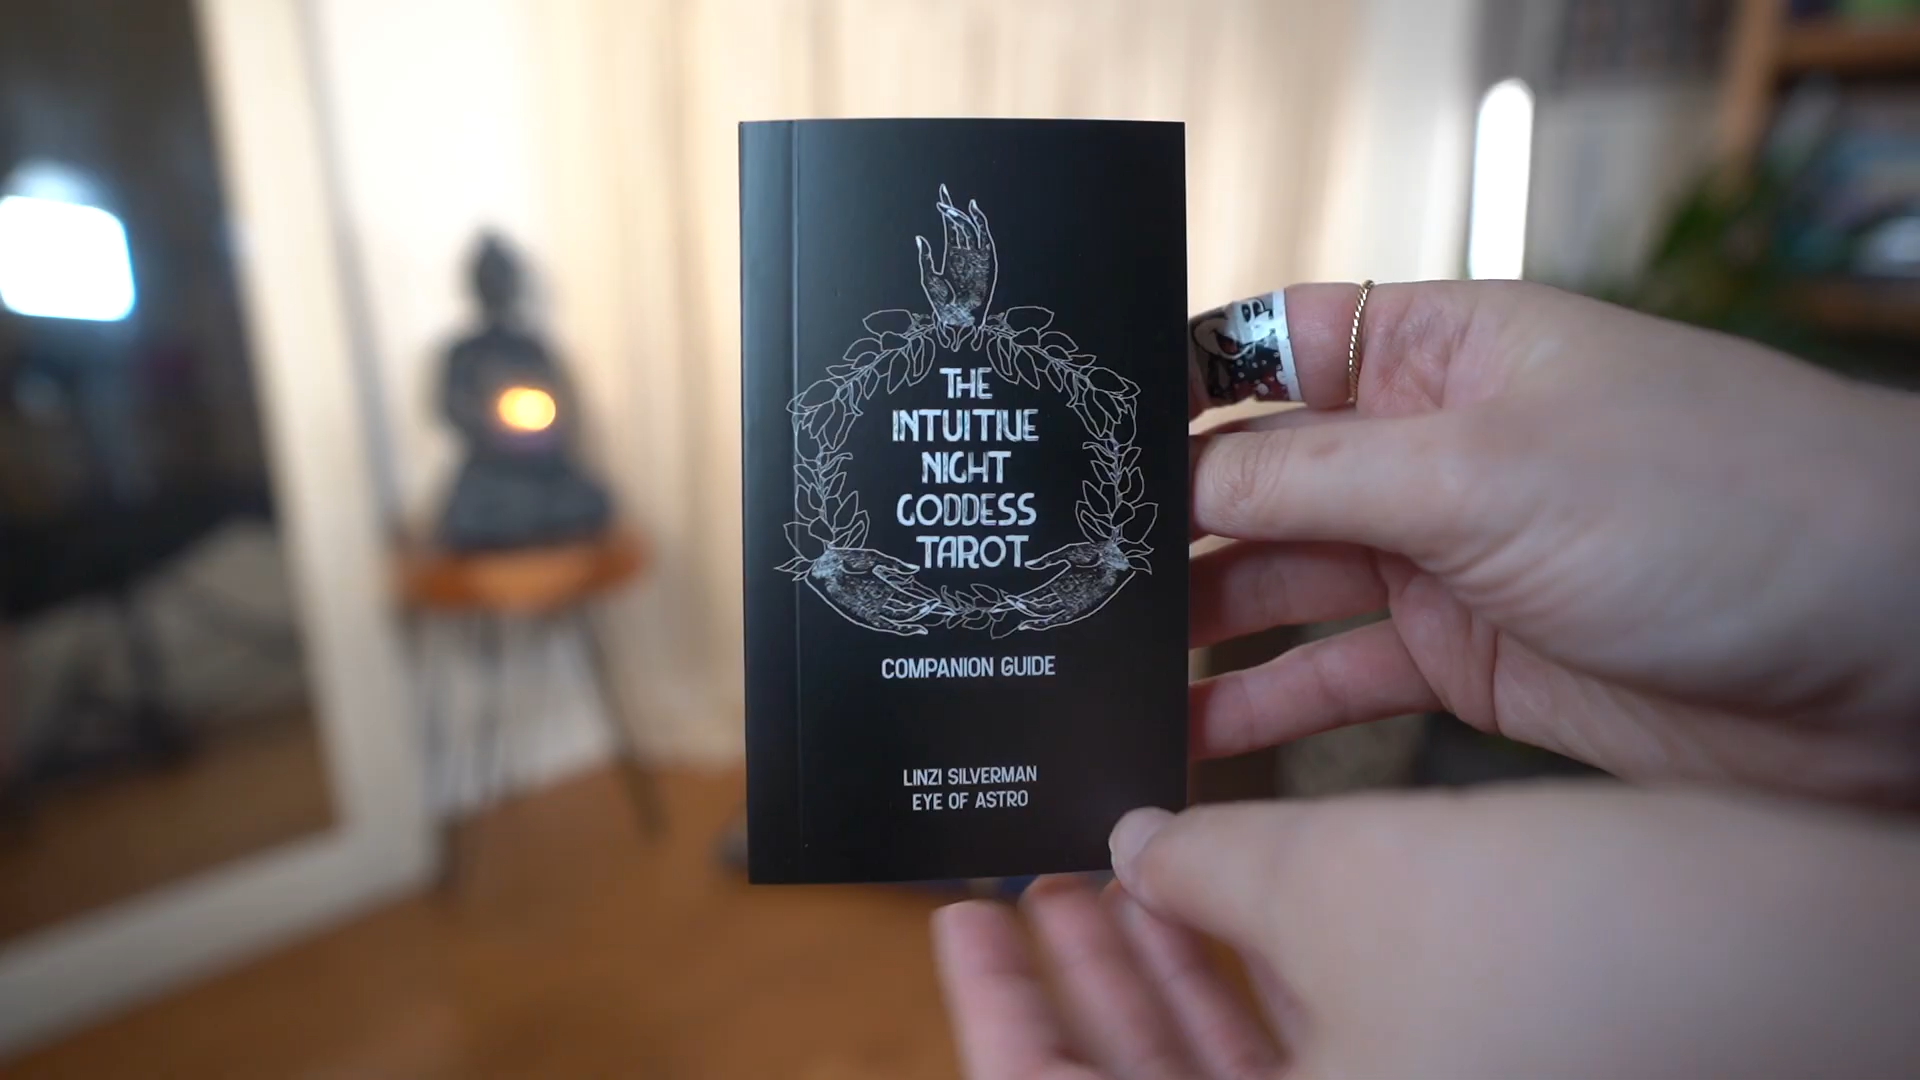 THE
INTUITIVE
NIGHT
GODDESS
TAROT
COMPANION GUIDE
LINZI SILVERMAN
EYE OF ASTRO